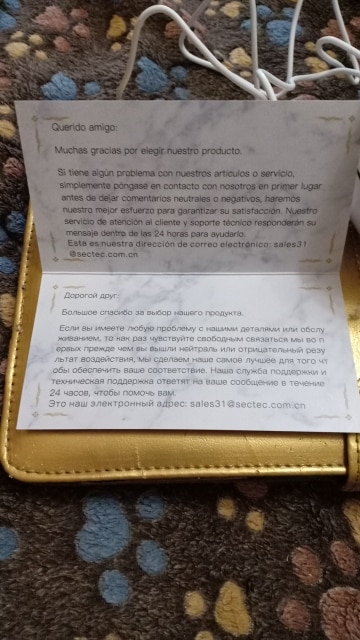 Querido amigo:
Muchas gracias por elegir nuestro producto.
Si tiene algún problema con nuestros artículos o servicio,
simplemente póngase en contacto con nosotros en primer lugar
antes de dejar comentarios neutrales o negativos, haremos
nuestro mejor esfuerzo para garantizar su satisfacción. Nuestro
servicio de atención al cliente y soporte técnico responderán su
mensaje dentro de las 24 horas para ayudarlo.
Esta es nuestra dirección de correo electrónico: sales31
@sectec.com.cn
Дорогой друг:
Большое спасибо за выбор нашего продукта.
Если вы имеете любую проблему с нашими деталями или обслу
живанием, то как раз чувствуйте свободным связаться мы во п
ервых прежде чем вы вышли нейтраль или отрицательный резу
льтат воздействия, мы сделаем наше самое лучшее для того чт
обы обеспечить ваше соответствие. Наша служба поддержки и
техническая поддержка ответят на ваше сообщение в течение
24 часов, чтобы помочь вам.
Это наш электронный адрес: sales31@sectec.com.cn